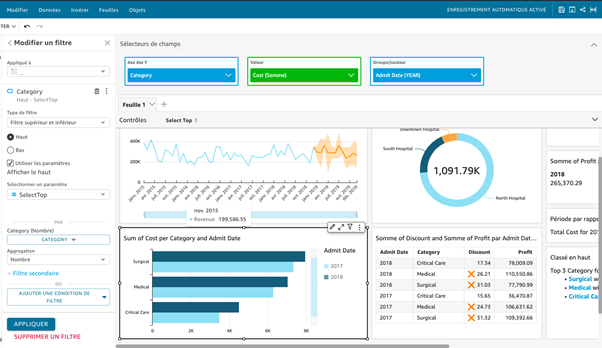 Modifier Données Insérer Feuilles Objets ENREGISTREMENT AUTOMATIQUE ACTIVÉ
TER
Modifier un filtre
Appliqué à
...
Category
Haut - SelectTop
Type de filtre
Filtre supérieur et inférieur
Haut
Bas
Utiliser les paramètres
Afficher le haut
Sélectionner un paramètre
SelectTop
PAR
Category (Nombre)
CATEGORY
Aggregation
Nombre
+ Filtre secondaire
OU
AJOUTER UNE CONDITION DE FILTRE
APPLIQUER
SUPPRIMER UN FILTRE
Sélecteurs de champs
Axe des Y
Category
Valeur
Cost (Somme)
Groupe/couleur
Admit Date (YEAR)
Feuille 1
Contrôles Select Top 3
400K
200K
0
janv. 2015
nov. 2015
Revenue 199,586.55
Downtown Hospital
South Hospital
North Hospital
1,091.79K
Somme of P
2018
265,370.29
Période par rappo
Total Cost for 201
Classé en haut
Top 3 Category f
Surgical w
Medical wi
Critical Ca
Sum of Cost per Category and Admit Date
Surgical
Medical
Critical Care
0 2K 4K 6K 8K
Admit Date
2017
2018
Somme of Discount and Somme of Profit par Admit Dat...
Admit Date Category Discount Profit
2018 Critical Care 17.34 78,009.09
2018 Medical 26.21 110,550.86
2018 Surgical 31.03 77,790.99
2017 Critical Care 15.65 36,470.87
2017 Medical 24.73 106,631.62
2017 Surgical 31.32 109,392.66